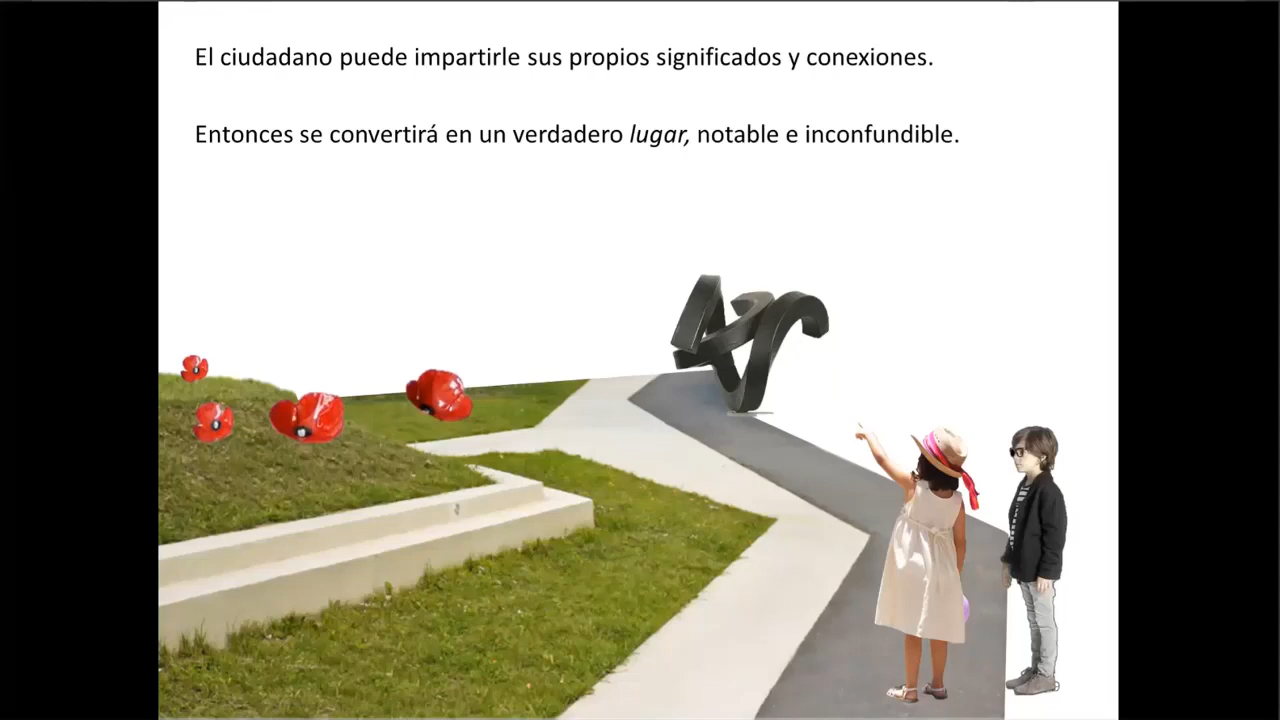 El ciudadano puede impartirle sus propios significados y conexiones.
Entonces se convertirá en un verdadero lugar, notable e inconfundible.